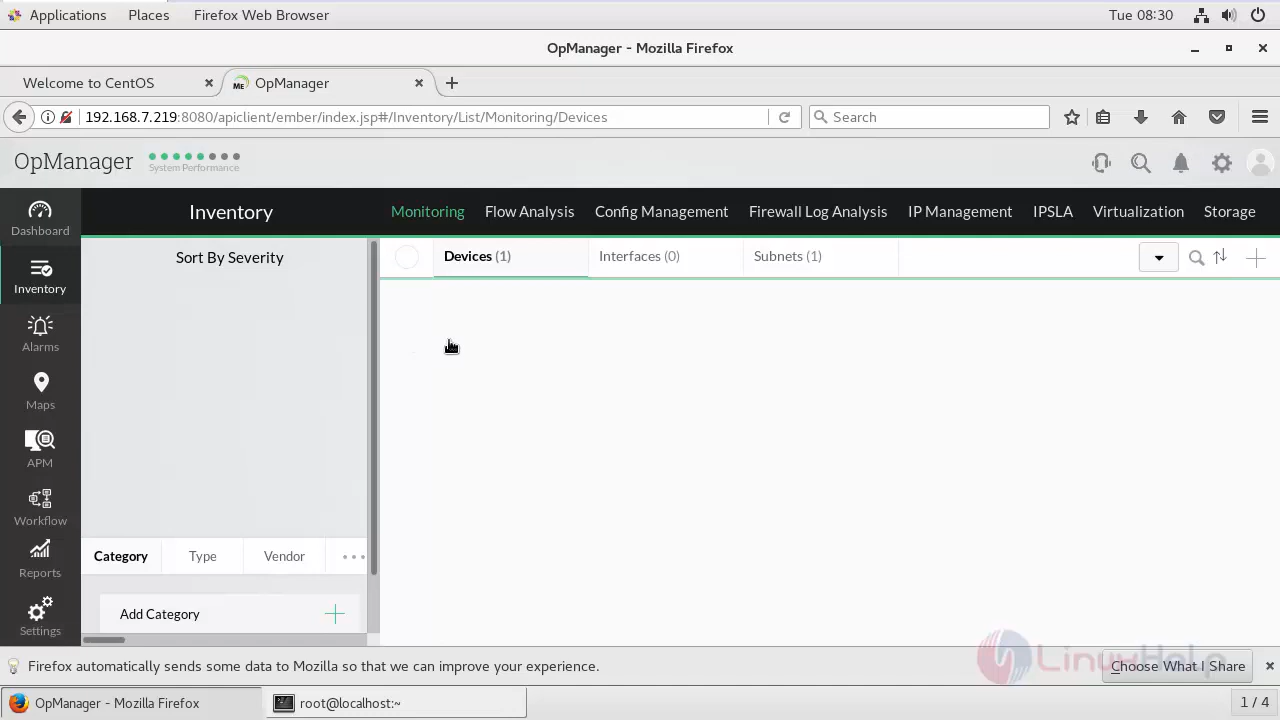 Applications Places Firefox Web Browser Tue 08:30
OpManager - Mozilla Firefox
Welcome to CentOS OpManager
192.168.7.219:8080/apiclient/ember/index.jsp#/Inventory/List/Monitoring/Devices Search
OpManager System Performance
Inventory Monitoring Flow Analysis Config Management Firewall Log Analysis IP Management IPSLA Virtualization Storage
Dashboard
Sort By Severity Devices (1) Interfaces (0) Subnets (1)
Inventory
Alarms
Maps
APM
Workflow
Category Type Vendor
Reports
Add Category
Settings
Firefox automatically sends some data to Mozilla so that we can improve your experience. Choose What I Share
LinuxHelp
OpManager - Mozilla Firefox root@localhost:~ 1 / 4